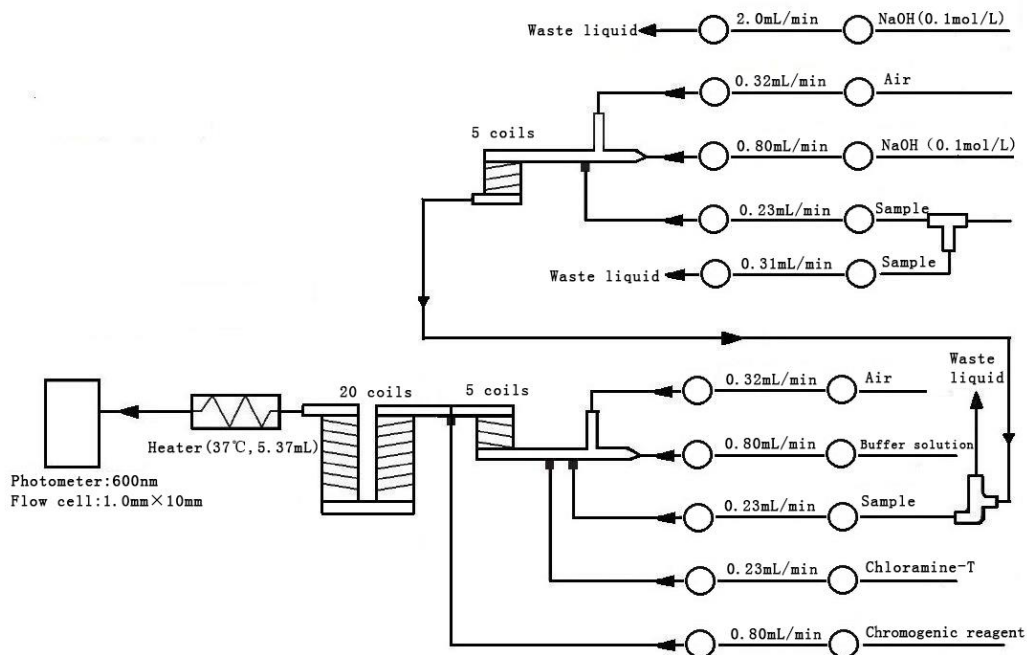 Waste liquid 2.0mL/min NaOH(0.1mol/L)
0.32mL/min Air
5 coils
0.80mL/min NaOH (0.1mol/L)
0.23mL/min Sample
Waste liquid 0.31mL/min Sample
Waste
liquid
20 coils 5 coils 0.32mL/min Air
Heater(37℃,5.37mL) 0.80mL/min Buffer solution
Photometer:600nm
Flow cell:1.0mm×10mm
0.23mL/min Sample
0.23mL/min Chloramine-T
0.80mL/min Chromogenic reagent